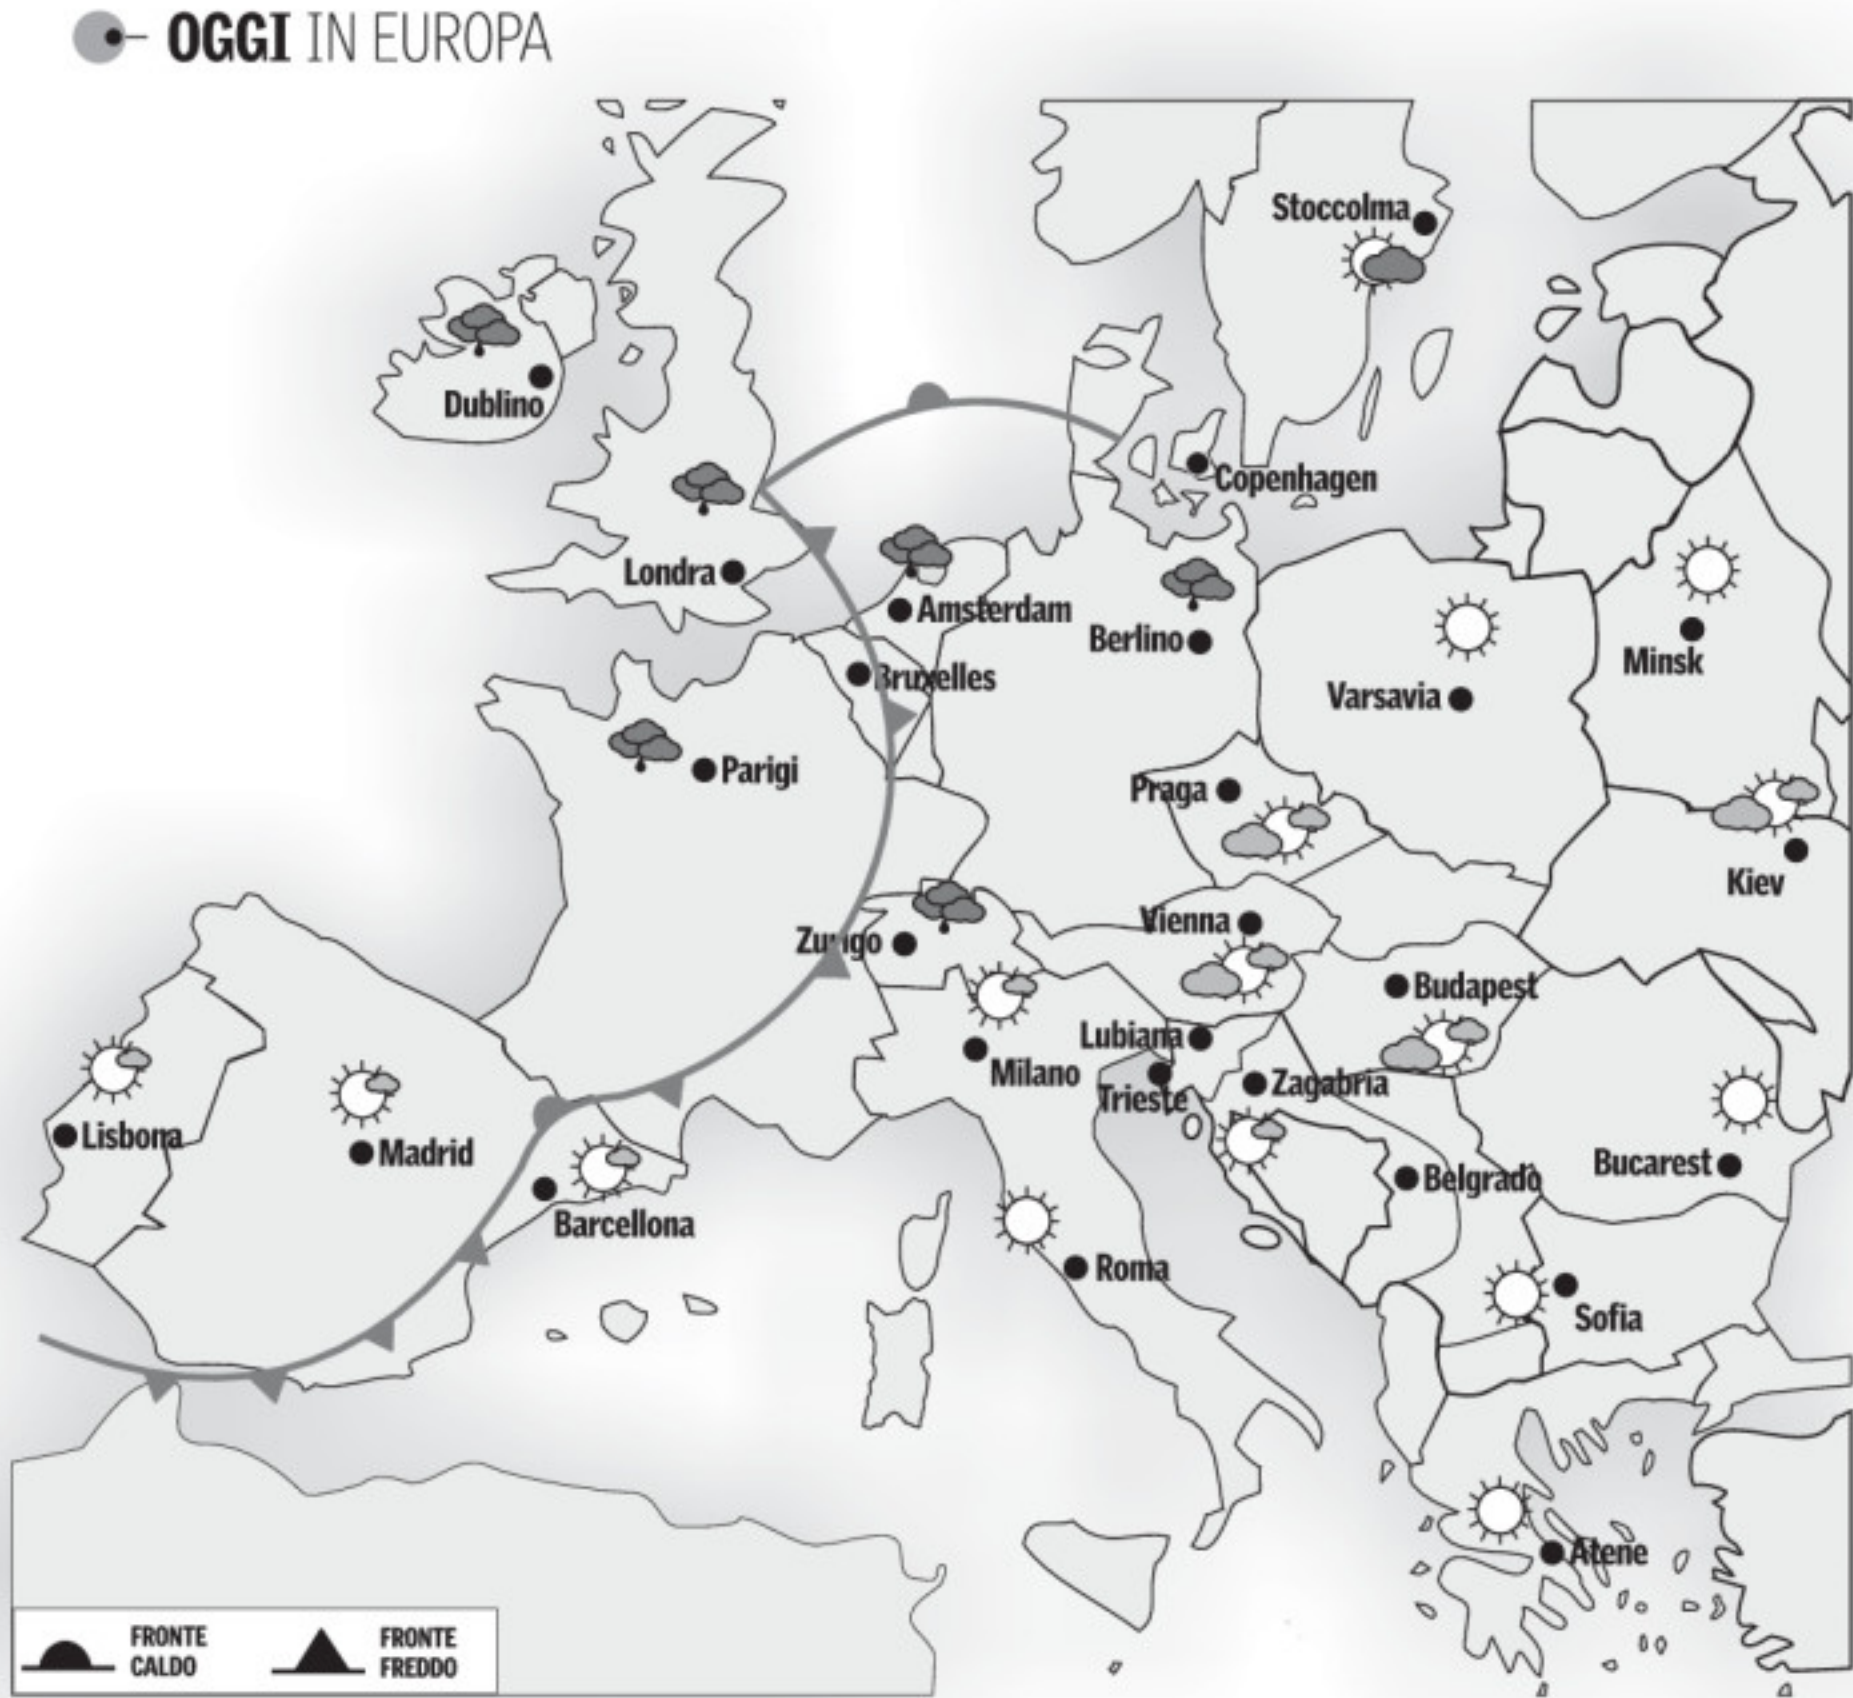 OGGI IN EUROPA
Stoccolma
Dublino
Copenhagen
Londra
Amsterdam
Berlino
Minsk
Bruxelles
Varsavia
Parigi
Praga
Kiev
Vienna
Zurigo
Budapest
Lubiana
Milano
Zagabria
Trieste
Lisbona
Madrid
Bucarest
Belgrado
Barcellona
Roma
Sofia
Atene
FRONTE
CALDO
FRONTE
FREDDO